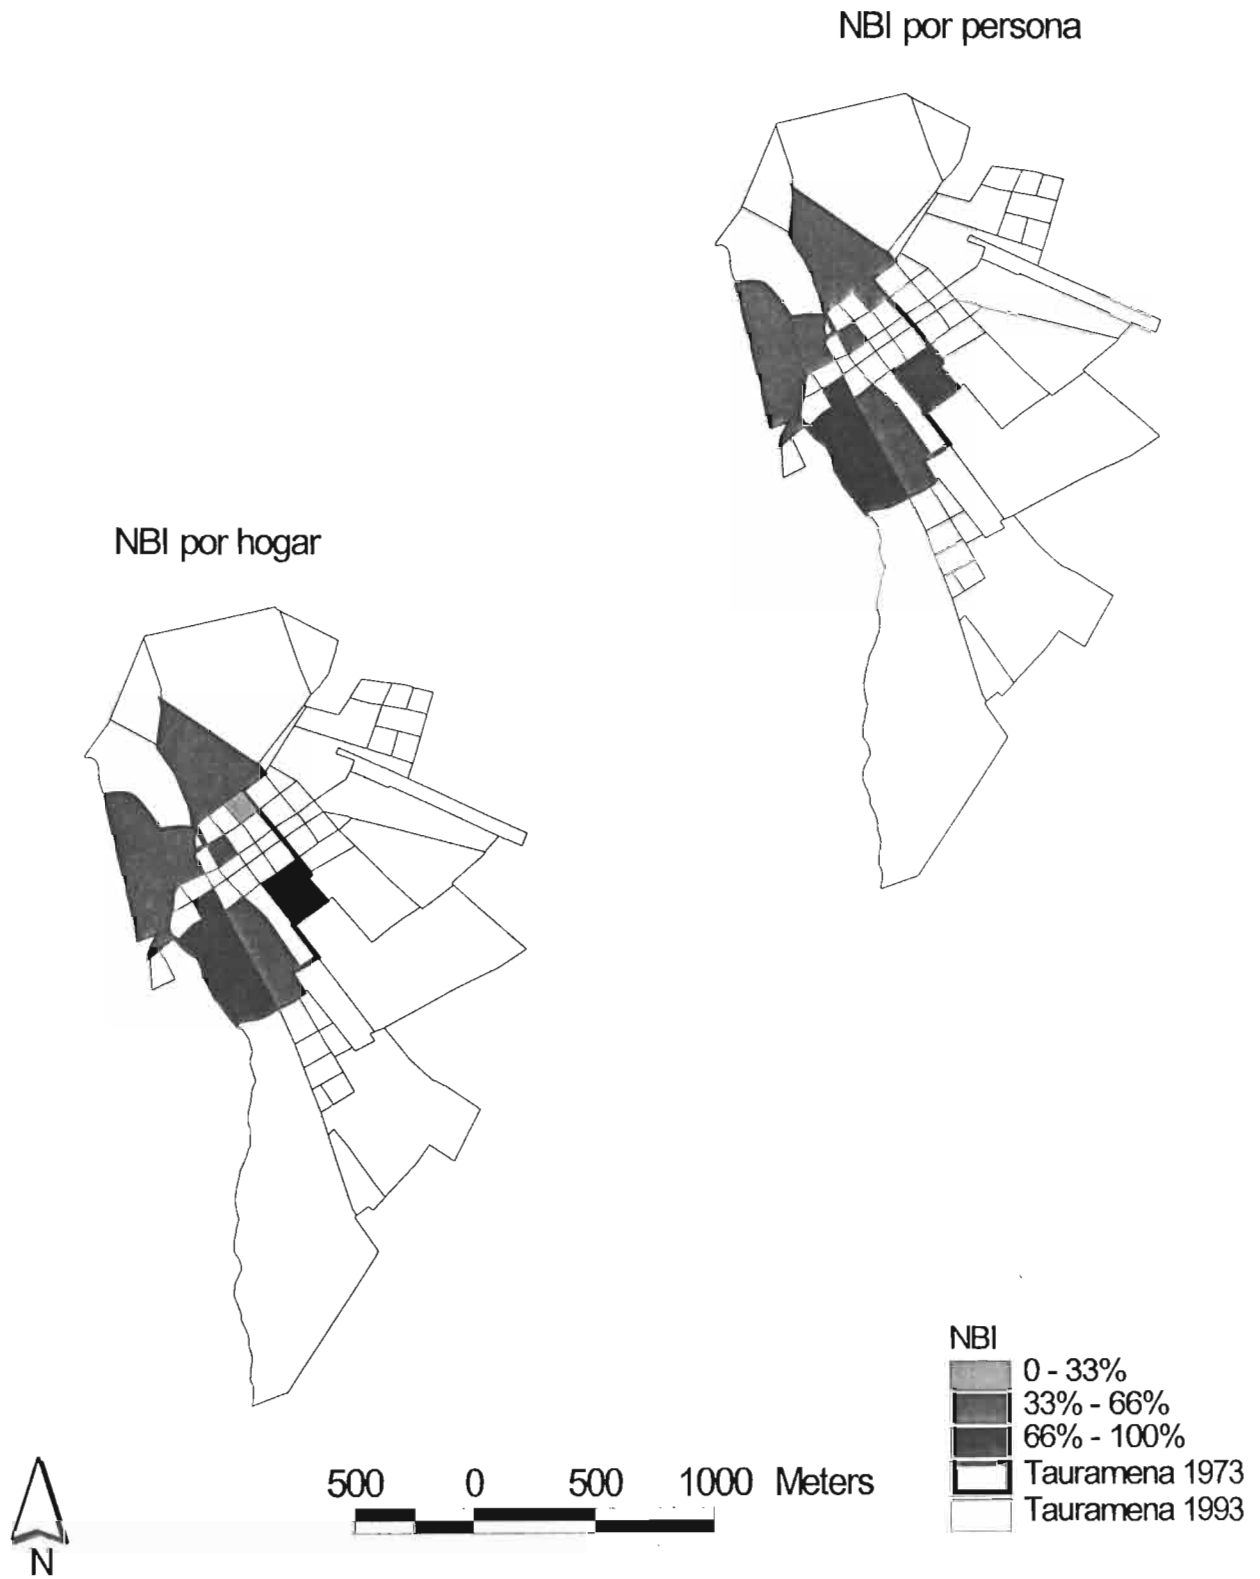 NBI por persona
NBI por hogar
NBI
0 - 33%
33% - 66%
66% - 100%
Tauramena 1973
Tauramena 1993
500 0 500 1000 Meters
N